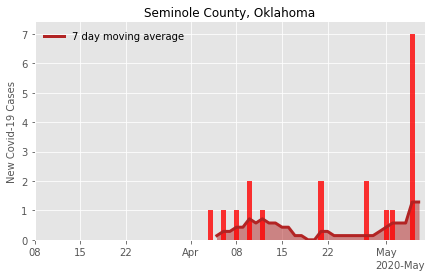 Seminole County, Oklahoma
7 day moving average
New Covid-19 Cases
7
6
5
4
3
2
1
0
08 15 22 Apr 08 15 22 May
2020-May